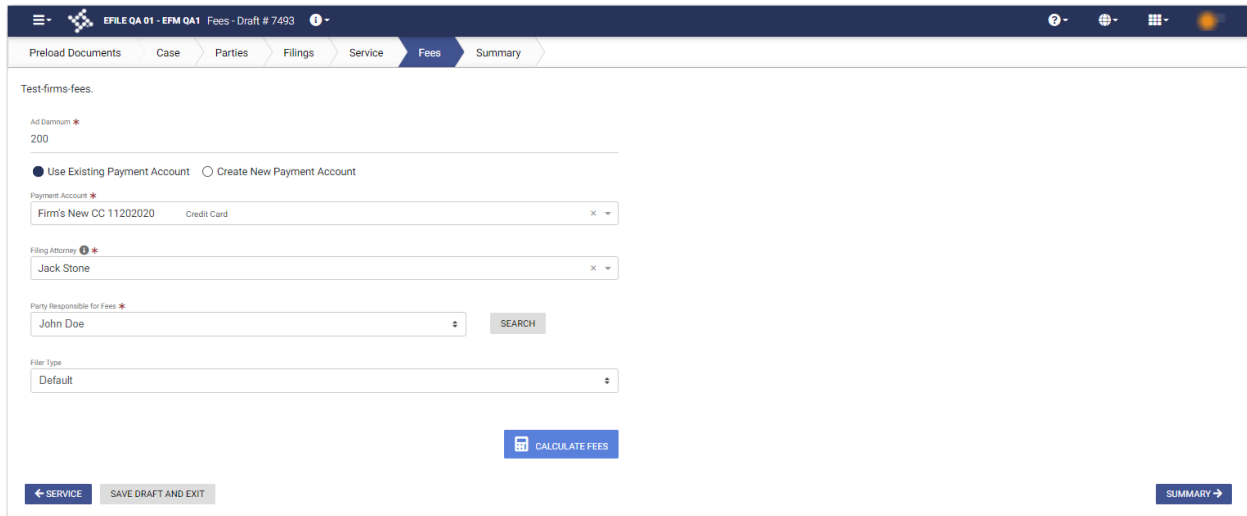 EFILE QA 01 - EFM QA1 Fees - Draft # 7493
Preload Documents Case Parties Filings Service Fees Summary
Test-firms-fees.
Ad Damnum *
200
Use Existing Payment Account Create New Payment Account
Payment Account *
Firm's New CC 11202020 Credit Card
Filing Attorney *
Jack Stone
Party Responsible for Fees *
John Doe SEARCH
Filer Type
Default
CALCULATE FEES
SERVICE SAVE DRAFT AND EXIT SUMMARY